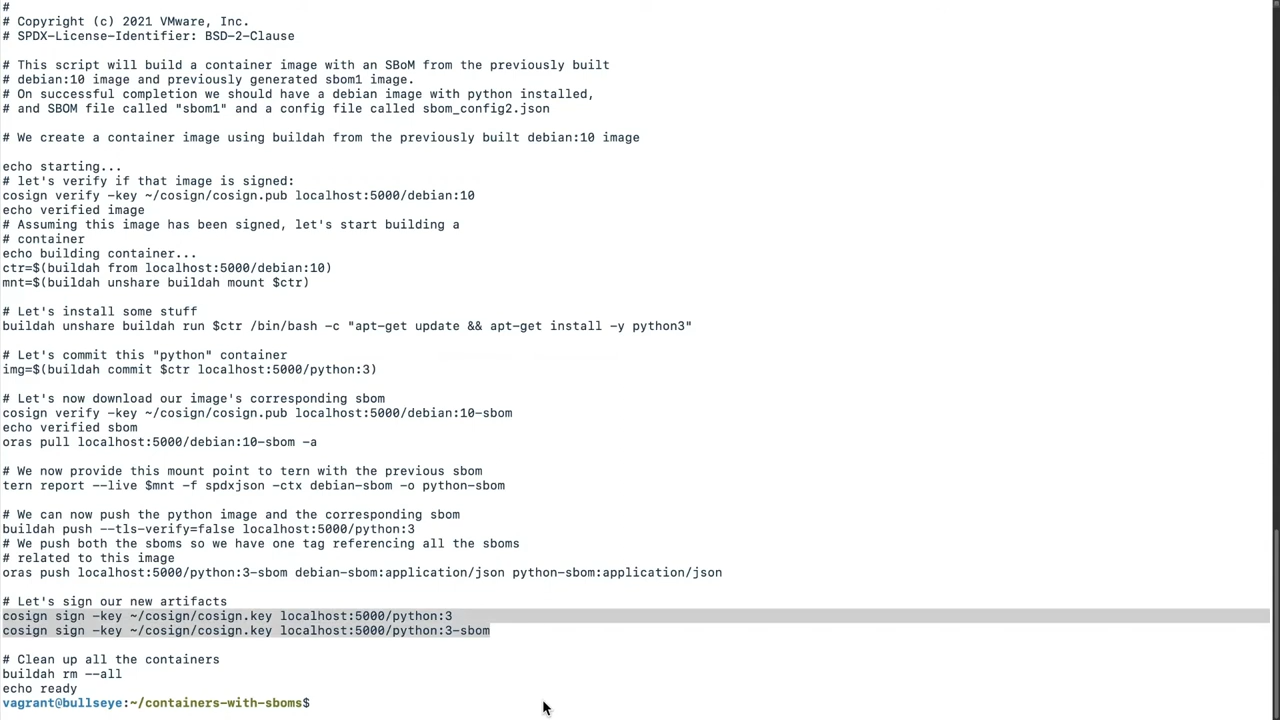 #
# Copyright (c) 2021 VMware, Inc.
# SPDX-License-Identifier: BSD-2-Clause
# This script will build a container image with an SBoM from the previously built
# debian:10 image and previously generated sbom1 image.
# On successful completion we should have a debian image with python installed,
# and SBOM file called "sbom1" and a config file called sbom_config2.json
# We create a container image using buildah from the previously built debian:10 image
echo starting...
# let's verify if that image is signed:
cosign verify -key ~/cosign/cosign.pub localhost:5000/debian:10
echo verified image
# Assuming this image has been signed, let's start building a
# container
echo building container...
ctr=$(buildah from localhost:5000/debian:10)
mnt=$(buildah unshare buildah mount $ctr)
# Let's install some stuff
buildah unshare buildah run $ctr /bin/bash -c "apt-get update && apt-get install -y python3"
# Let's commit this "python" container
img=$(buildah commit $ctr localhost:5000/python:3)
# Let's now download our image's corresponding sbom
cosign verify -key ~/cosign/cosign.pub localhost:5000/debian:10-sbom
echo verified sbom
oras pull localhost:5000/debian:10-sbom -a
# We now provide this mount point to tern with the previous sbom
tern report --live $mnt -f spdxjson -ctx debian-sbom -o python-sbom
# We can now push the python image and the corresponding sbom
buildah push --tls-verify=false localhost:5000/python:3
# We push both the sboms so we have one tag referencing all the sboms
# related to this image
oras push localhost:5000/python:3-sbom debian-sbom:application/json python-sbom:application/json
# Let's sign our new artifacts
cosign sign -key ~/cosign/cosign.key localhost:5000/python:3
cosign sign -key ~/cosign/cosign.key localhost:5000/python:3-sbom
# Clean up all the containers
buildah rm --all
echo ready
vagrant@bullseye:~/containers-with-sboms$